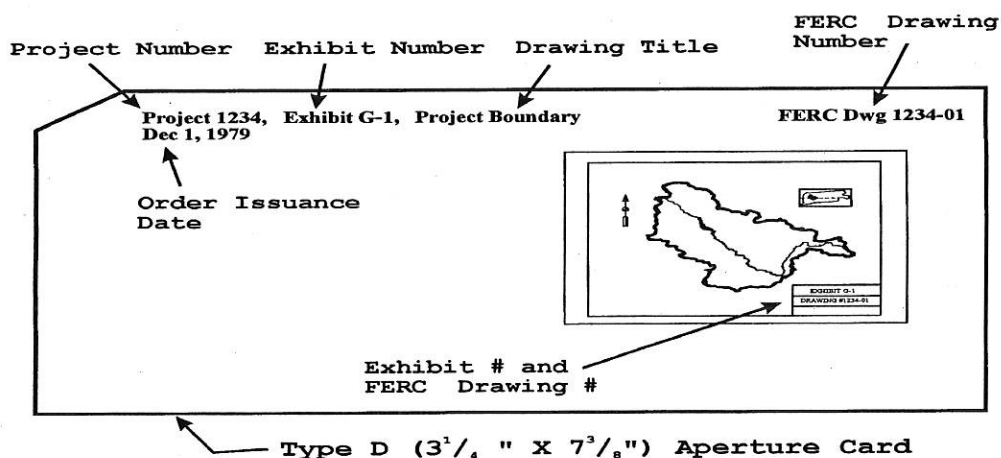 FERC Drawing
Number
Project Number Exhibit Number Drawing Title
Project 1234, Exhibit G-1, Project Boundary
Dec 1, 1979
FERC Dwg 1234-01
Order Issuance
Date
EXHIBIT G-1
DRAWING #1234-01
Exhibit # and
FERC Drawing #
Type D (3¹/₄ " X 7³/₈") Aperture Card